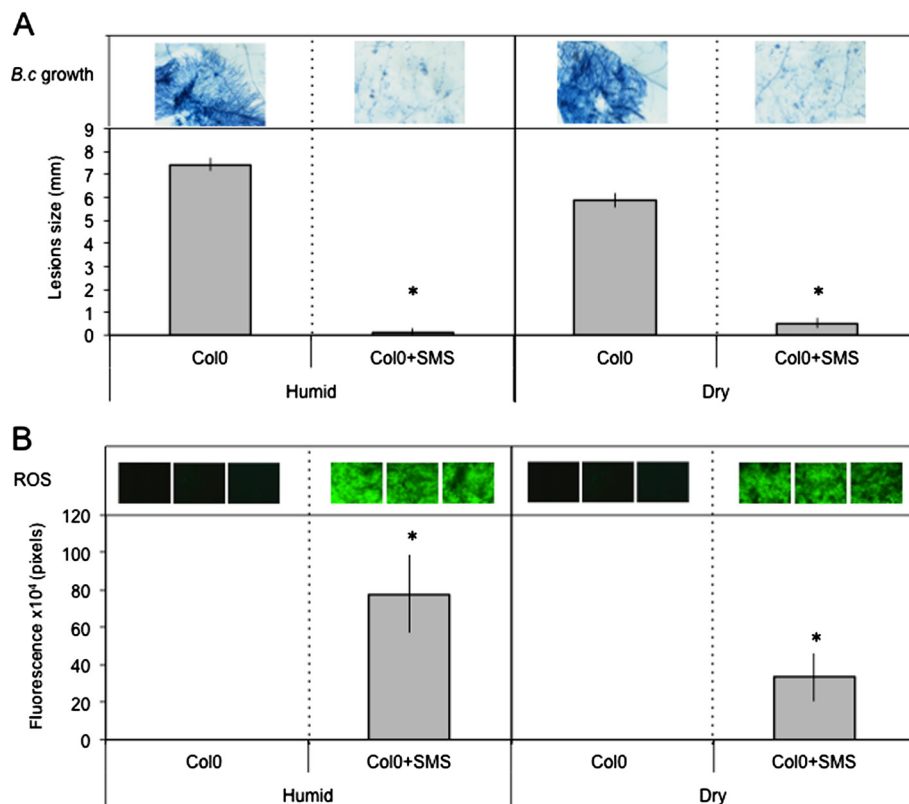 A
B.c growth
Lesions size (mm)
9
8
7
6
5
4
3
2
1
0
*
*
Col0
Col0+SMS
Col0
Col0+SMS
Humid
Dry
B
ROS
Fluorescence x10⁴ (pixels)
120
100
80
60
40
20
0
*
*
Col0
Col0+SMS
Col0
Col0+SMS
Humid
Dry